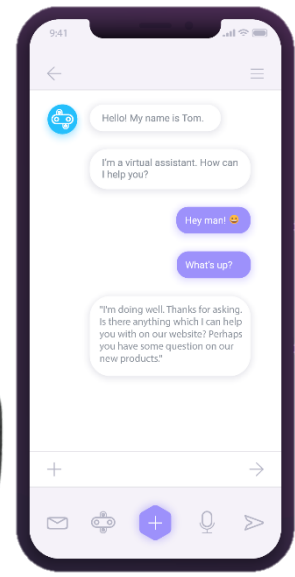 9:41
Hello! My name is Tom.
I'm a virtual assistant. How can
I help you?
Hey man! 😄
What's up?
"I'm doing well. Thanks for asking.
Is there anything which I can help
you with on our website? Perhaps
you have some question on our
new products."